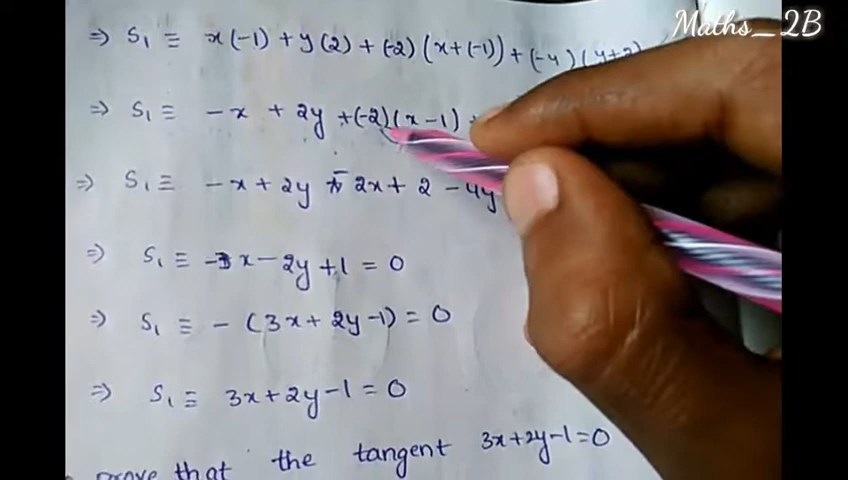 Maths_2B
⇒ S₁ ≡ x(-1) + y(2) + (-2)(x+(-1)) + (-4)(y+2)
⇒ S₁ ≡ -x + 2y +(-2)(x-1)
⇒ S₁ ≡ -x + 2y - 2x + 2 - 4y
⇒ S₁ ≡ -3x - 2y + 1 = 0
⇒ S₁ ≡ - (3x + 2y - 1) = 0
⇒ S₁ ≡ 3x + 2y - 1 = 0
prove that the tangent 3x+2y-1=0